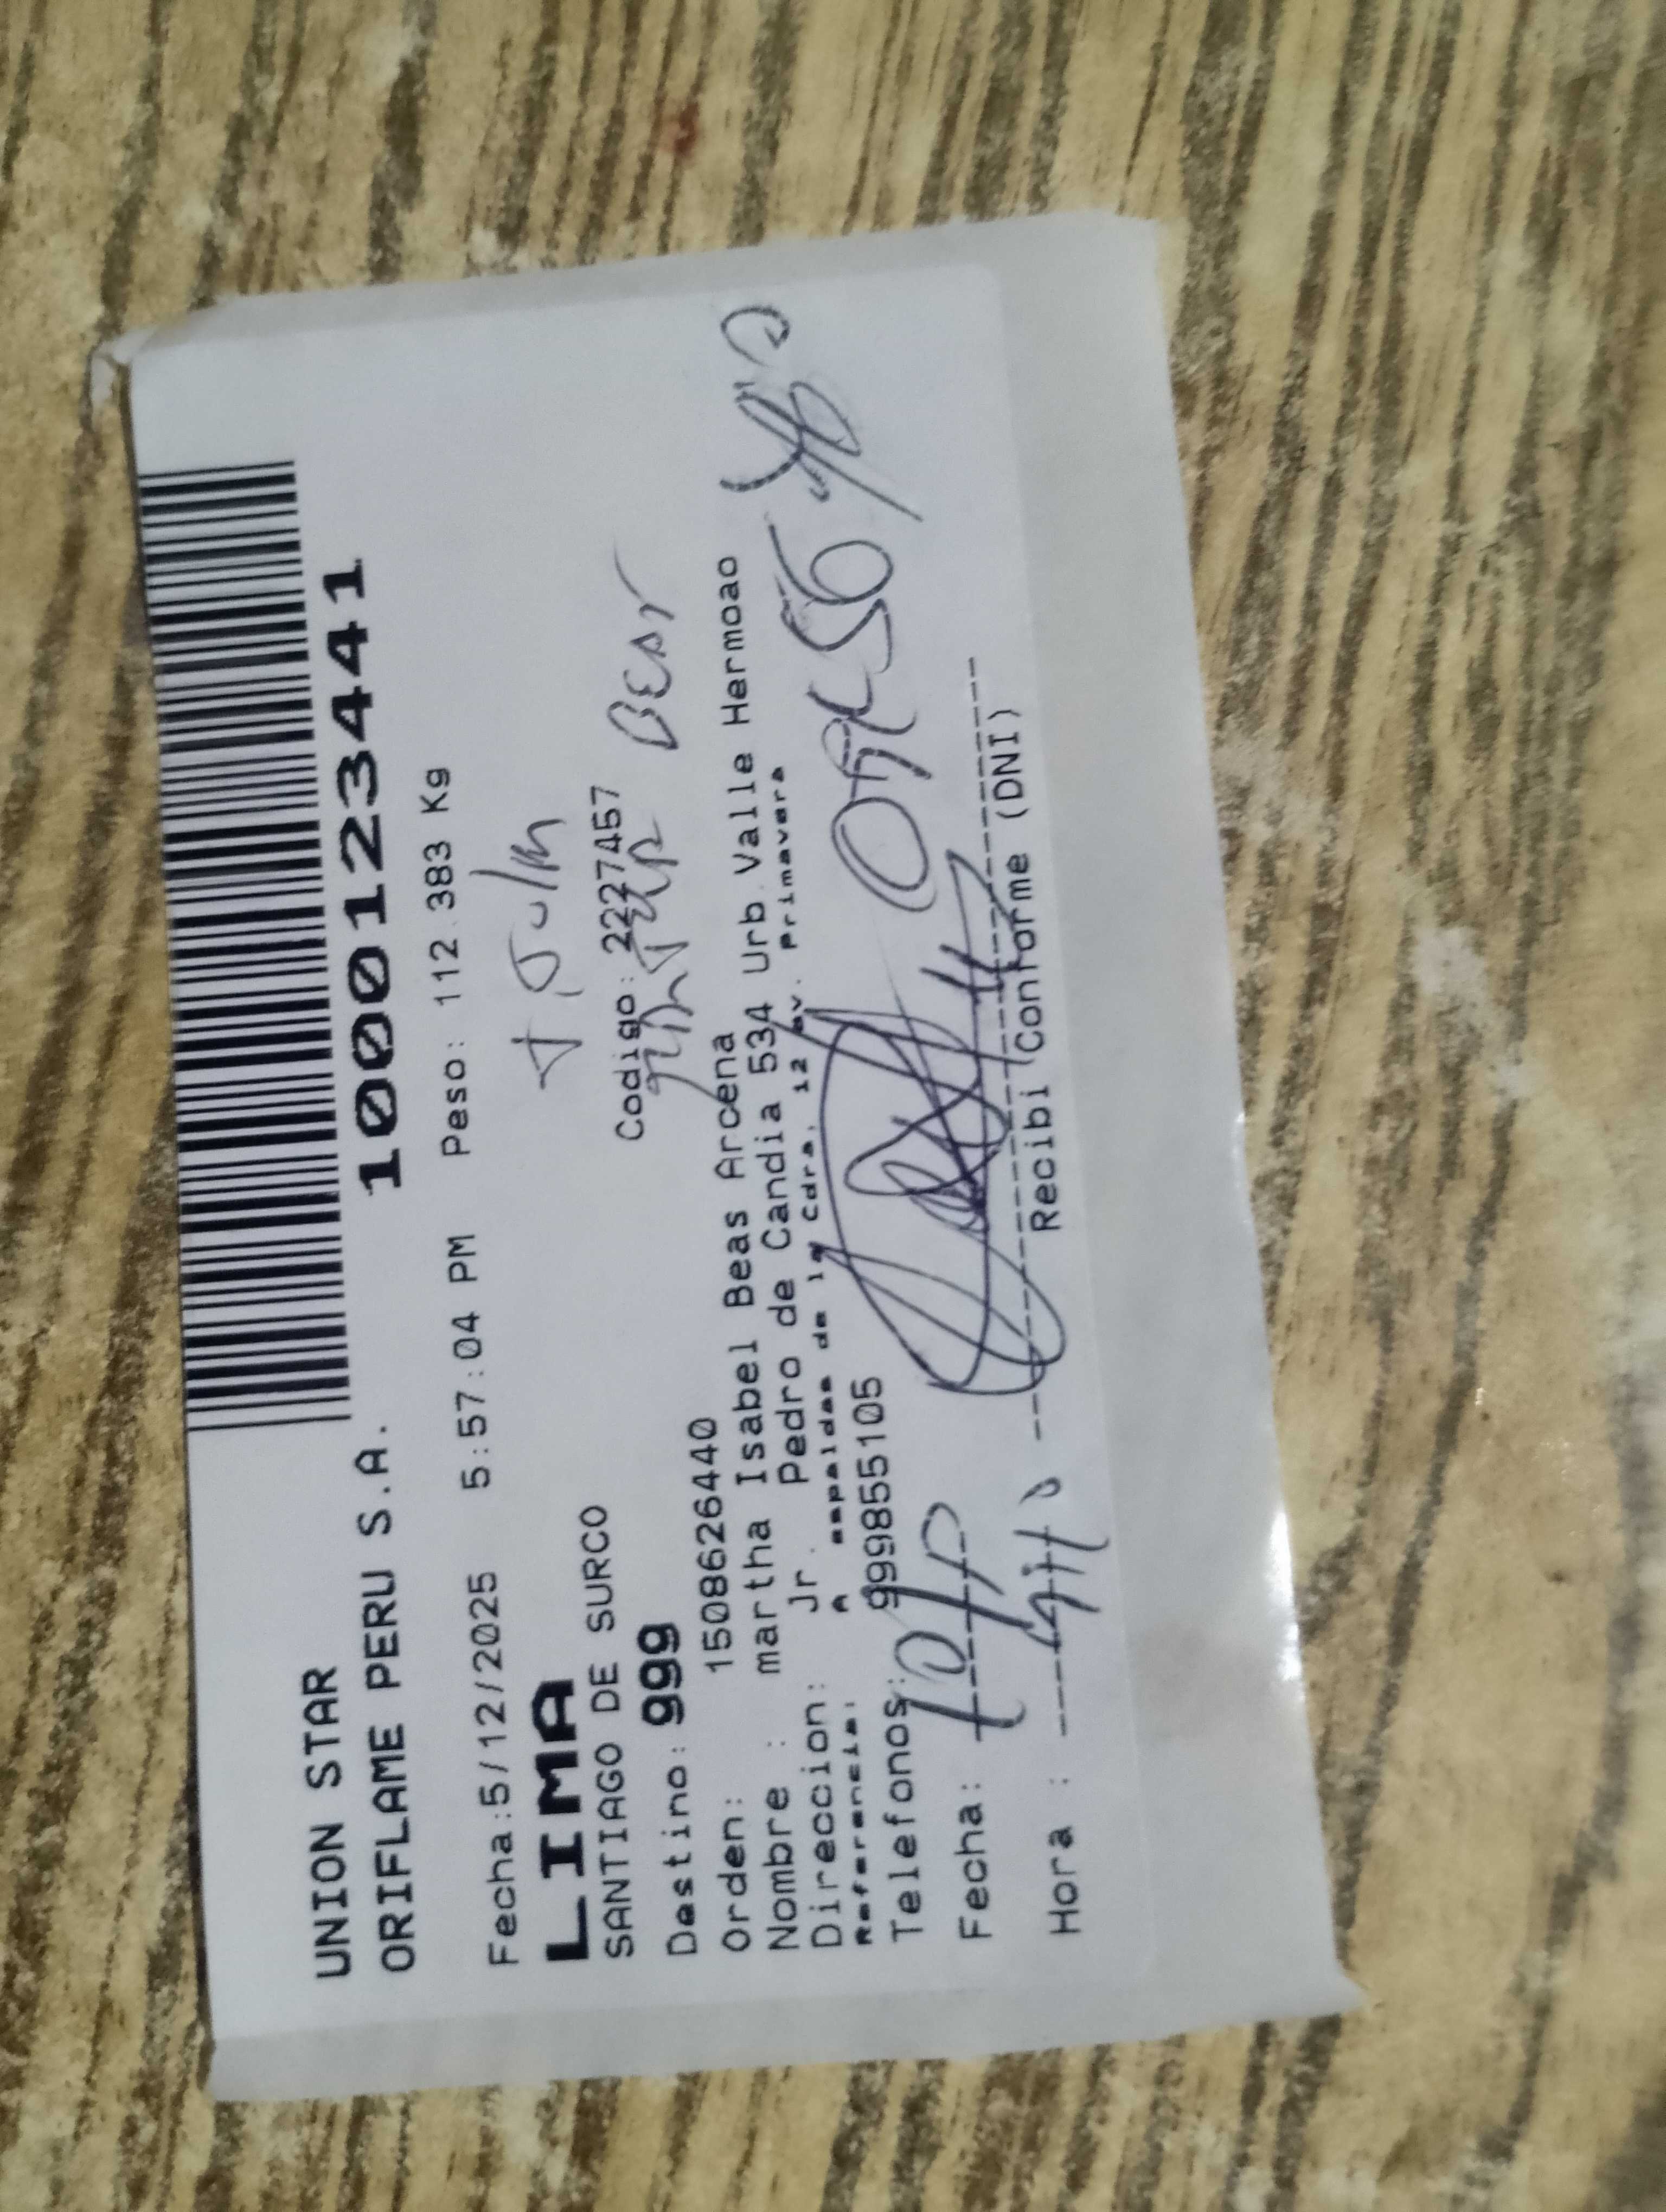 UNION STAR
ORIFLAME PERU S.A. 1000123441
Fecha:5/12/2025 5:57:04 PM Peso: 112.383 Kg
LIMA
SANTIAGO DE SURCO Codigo: 2227457
Destino: 999
Orden: 1508626440
Nombre : martha Isabel Beas Arcena
Direccion: Jr. Pedro de Candia 534 Urb.Valle Hermoao
Referencia: A espaldas de la Cdra. 12 av. Primavera
Telefonos: 999855105
Fecha:
Hora :
Recibi Conforme (DNI)